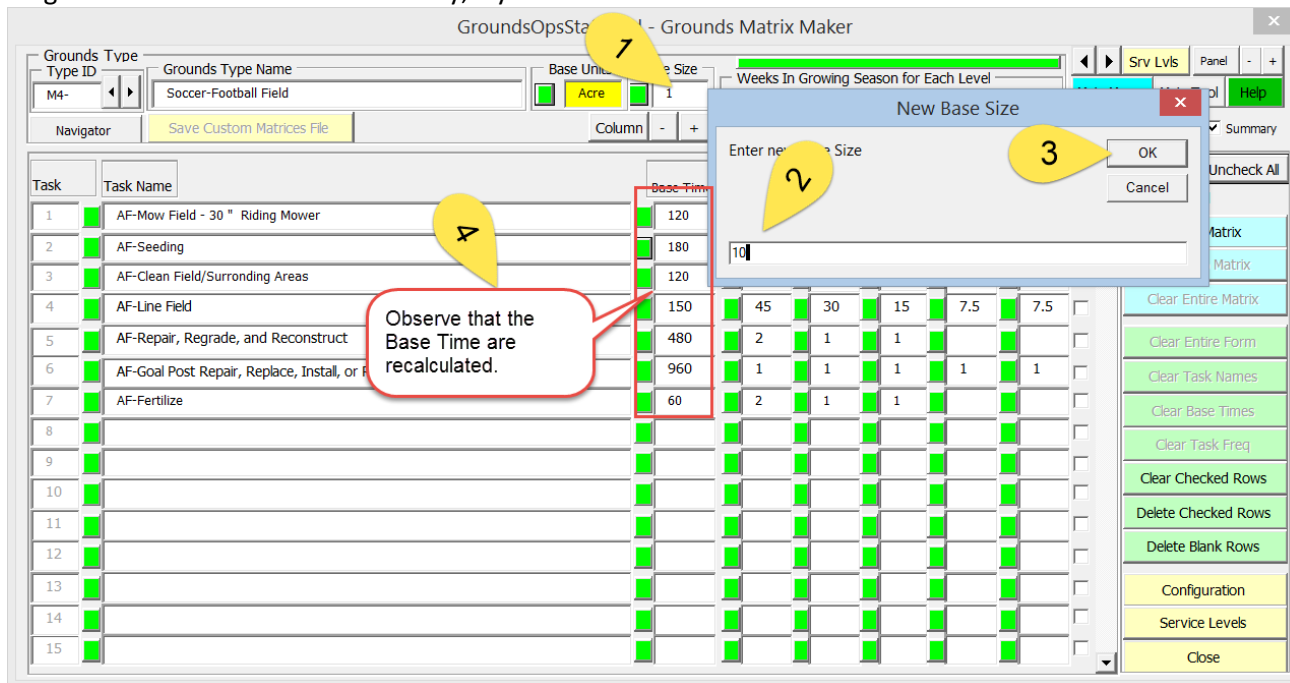 GroundsOpsSta - Grounds Matrix Maker
Grounds Type
Type ID Grounds Type Name Base Unit Size Weeks In Growing Season for Each Level Srv Lvls Panel - +
M4- Soccer-Football Field Acre 1 Help
Navigator Save Custom Matrices File Column - + Summary
New Base Size
Enter new Base Size
OK
Cancel
10
1
2
3
4
Task Task Name Base Time Uncheck All
1 AF-Mow Field - 30 " Riding Mower 120
2 AF-Seeding 180 Matrix
3 AF-Clean Field/Surronding Areas 120 Matrix
4 AF-Line Field 150 45 30 15 7.5 7.5 Clear Entire Matrix
5 AF-Repair, Regrade, and Reconstruct 480 2 1 1 Clear Entire Form
6 AF-Goal Post Repair, Replace, Install, or 960 1 1 1 1 1 Clear Task Names
7 AF-Fertilize 60 2 1 1 Clear Base Times
Observe that the
Base Time are
recalculated.
8 Clear Task Freq
9
10 Clear Checked Rows
11 Delete Checked Rows
12 Delete Blank Rows
13 Configuration
14 Service Levels
15 Close